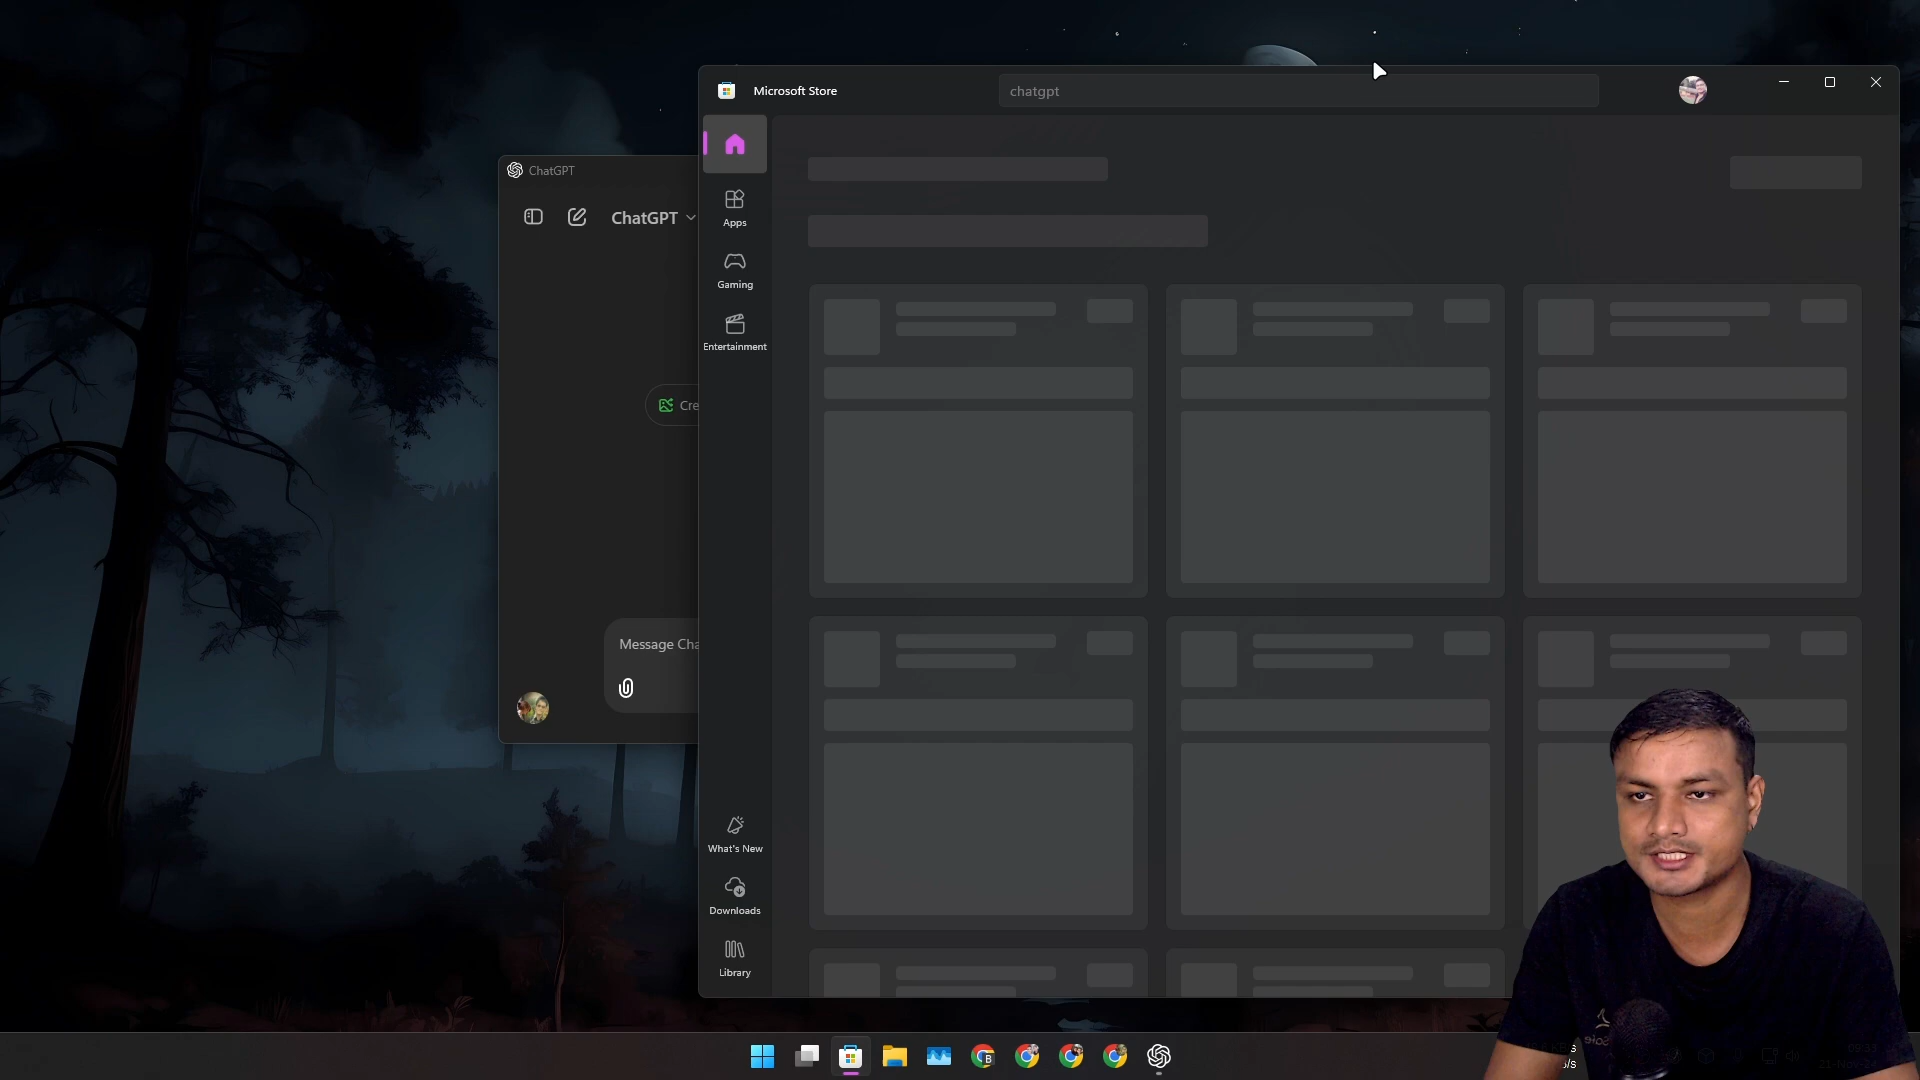 Microsoft Store
chatgpt
ChatGPT
ChatGPT
Apps
Gaming
Entertainment
Cre
Message Cha
What's New
Downloads
Library
B